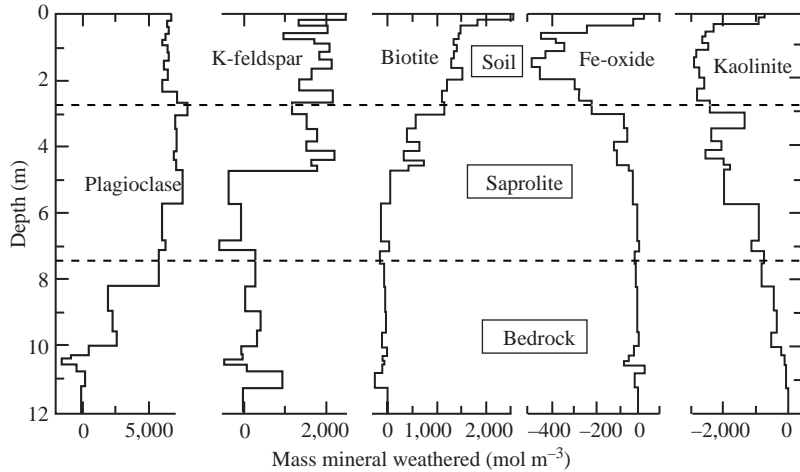 0
K-feldspar Biotite Soil Fe-oxide Kaolinite
2
4
Plagioclase Saprolite
6
8
Bedrock
10
12
0 5,000 0 2,000 0 1,000 2,000 −400 −200 0 −2,000 0
Depth (m)
Mass mineral weathered (mol m−3)